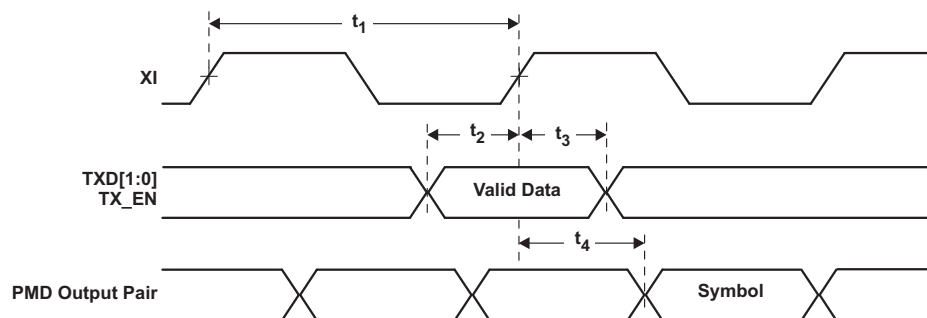 t1
XI
t2
t3
TXD[1:0]
TX_EN
Valid Data
t4
PMD Output Pair
Symbol